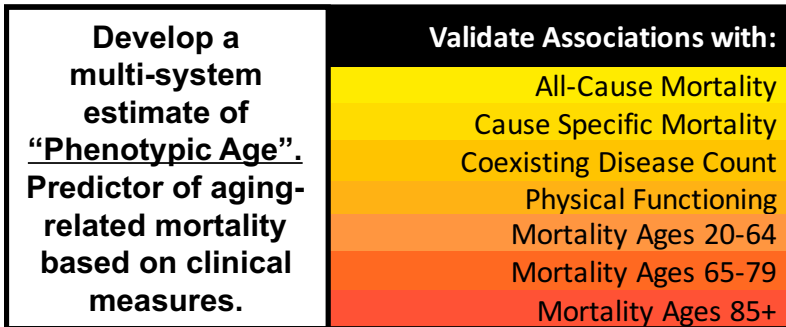 Develop a
multi-system
estimate of
“Phenotypic Age”.
Predictor of aging-
related mortality
based on clinical
measures.
Validate Associations with:
All-Cause Mortality
Cause Specific Mortality
Coexisting Disease Count
Physical Functioning
Mortality Ages 20-64
Mortality Ages 65-79
Mortality Ages 85+